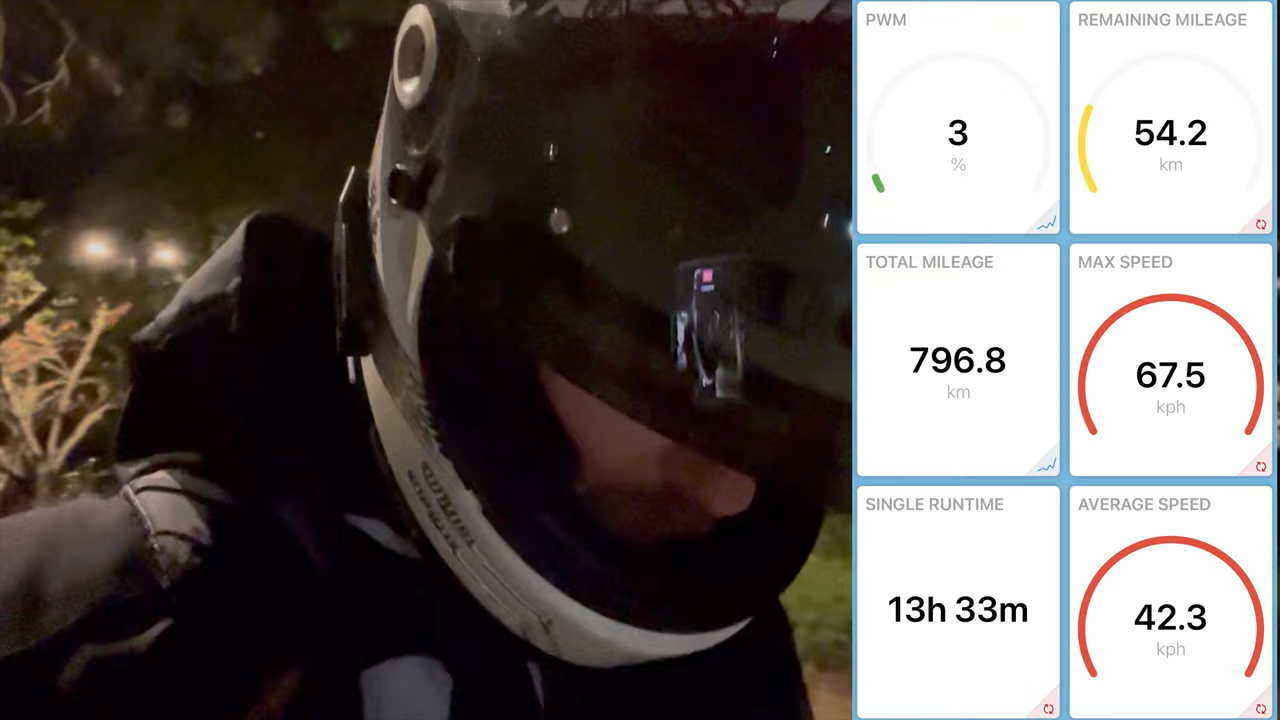 PWM
3
%
REMAINING MILEAGE
54.2
km
TOTAL MILEAGE
796.8
km
MAX SPEED
67.5
kph
SINGLE RUNTIME
13h 33m
AVERAGE SPEED
42.3
kph